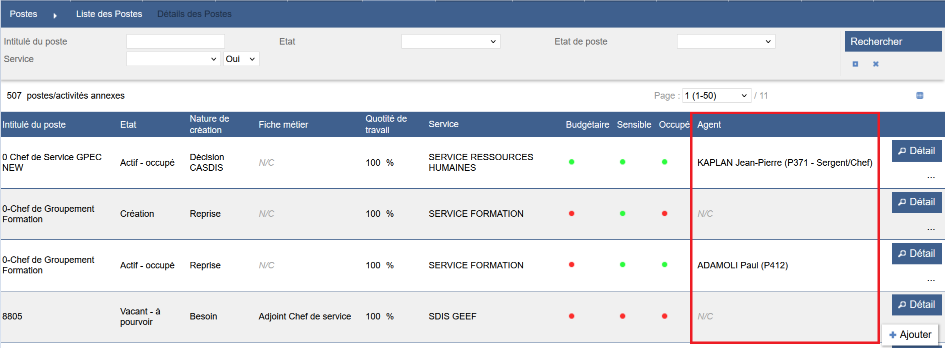 Postes Liste des Postes Détails des Postes
Intitulé du poste Etat Etat de poste Rechercher
Service Oui
507 postes/activités annexes Page : 1 (1-50) / 11
Intitulé du poste Etat Nature de création Fiche métier Quotité de travail Service Budgétaire Sensible Occupé Agent
0 Chef de Service GPEC NEW Actif - occupé Décision CASDIS N/C 100 % SERVICE RESSOURCES HUMAINES KAPLAN Jean-Pierre (P371 - Sergent/Chef) Détail
...
0-Chef de Groupement Formation Création Reprise N/C 100 % SERVICE FORMATION N/C Détail
...
0-Chef de Groupement Formation Actif - occupé Reprise N/C 100 % SERVICE FORMATION ADAMOLI Paul (P412) Détail
...
8805 Vacant - à pourvoir Besoin Adjoint Chef de service 100 % SDIS GEEF N/C Détail
+ Ajouter